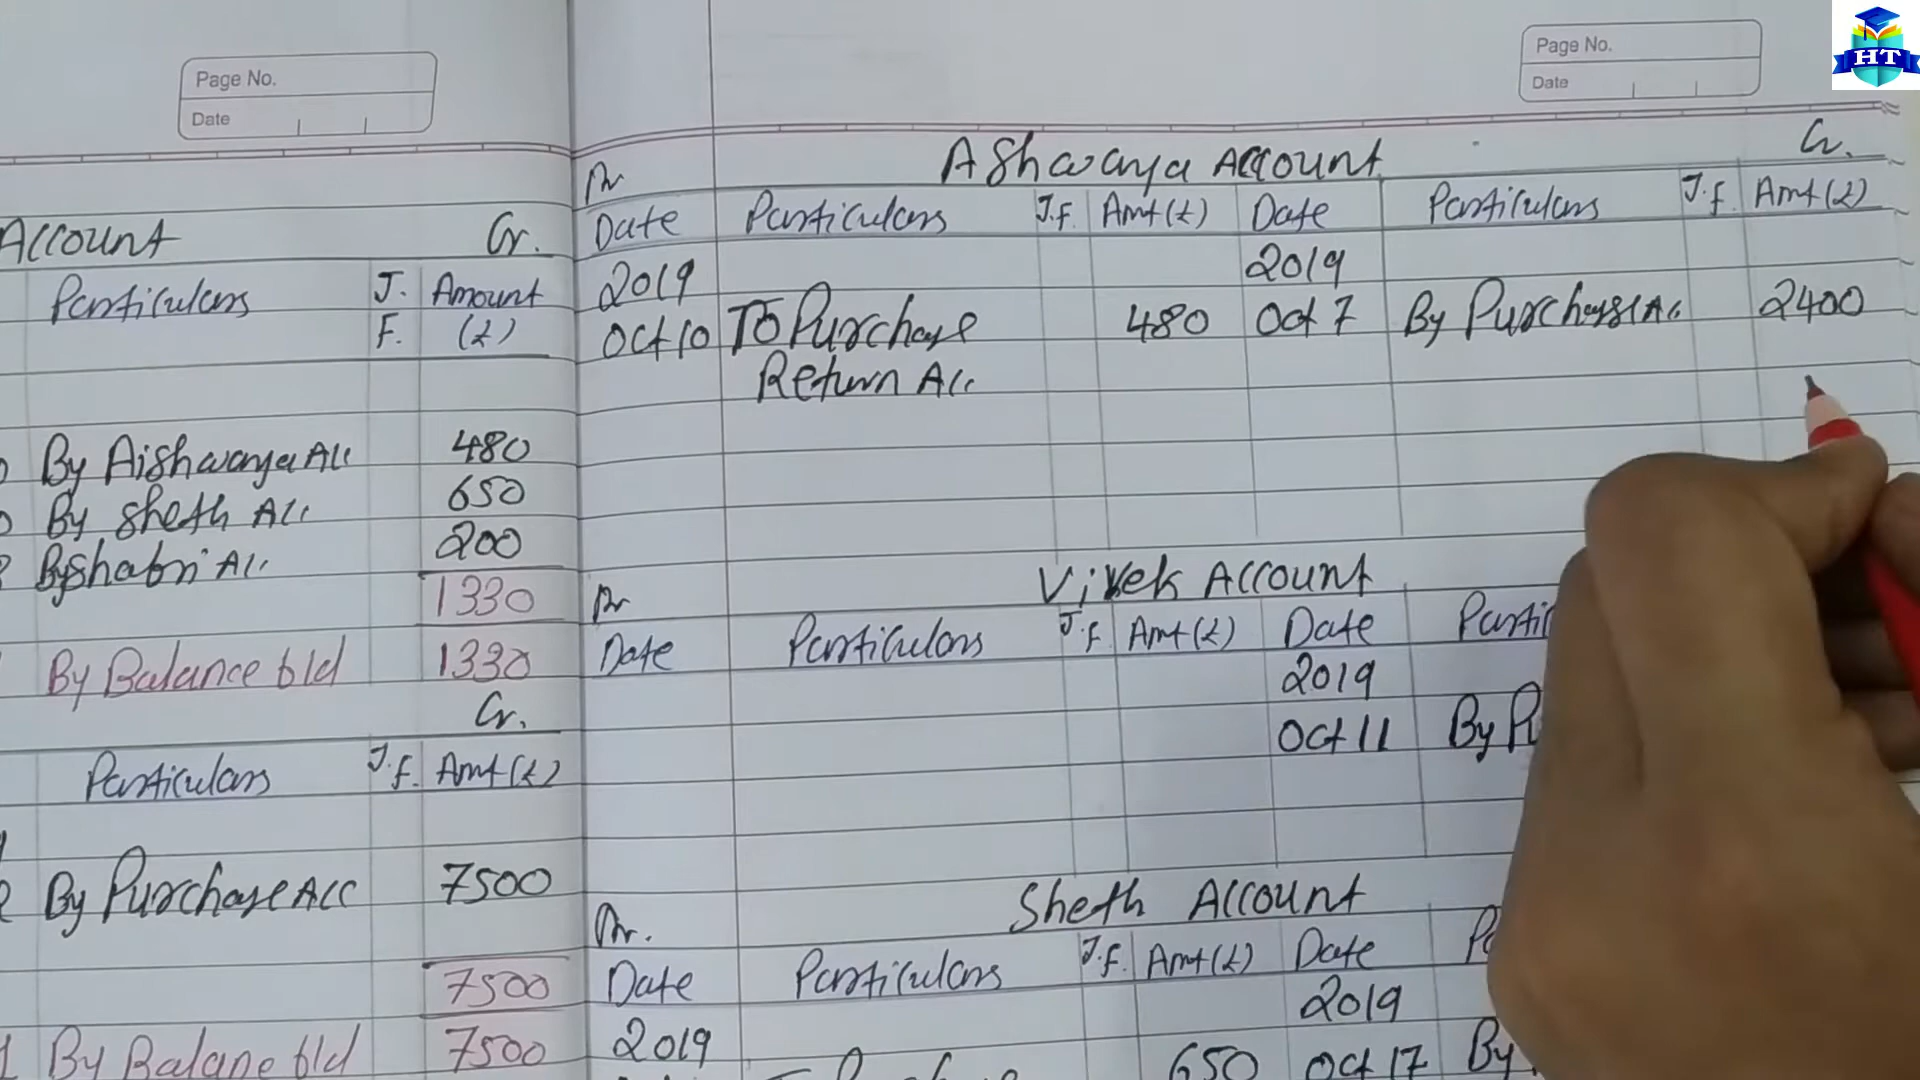 Page No.
Date
Account Cr.
Particulars J. F. Amount (₹)
By Aishwarya A/c 480
By Sheth A/c 650
By Shabri A/c 200
1330
By Balance b/d 1330
Cr.
Particulars J.F. Amt(₹)
By Purchase Acc 7500
7500
By Balane b/d 7500
Page No.
Date
HT
Dr Ashwarya Account Cr.
Date Particulars J.F. Amt(₹) Date Particulars J.F. Amt(₹)
2019 2019
Oct 10 To Purchase 480 Oct 7 By Purchase A/c 2400
Return A/c
Vivek Account
Dr
Date Particulars J.F. Amt(₹) Date
2019
Oct 11 By
Sheth Account
Dr.
Date Particulars J.F. Amt(₹) Date
2019 2019
650 Oct 17 By